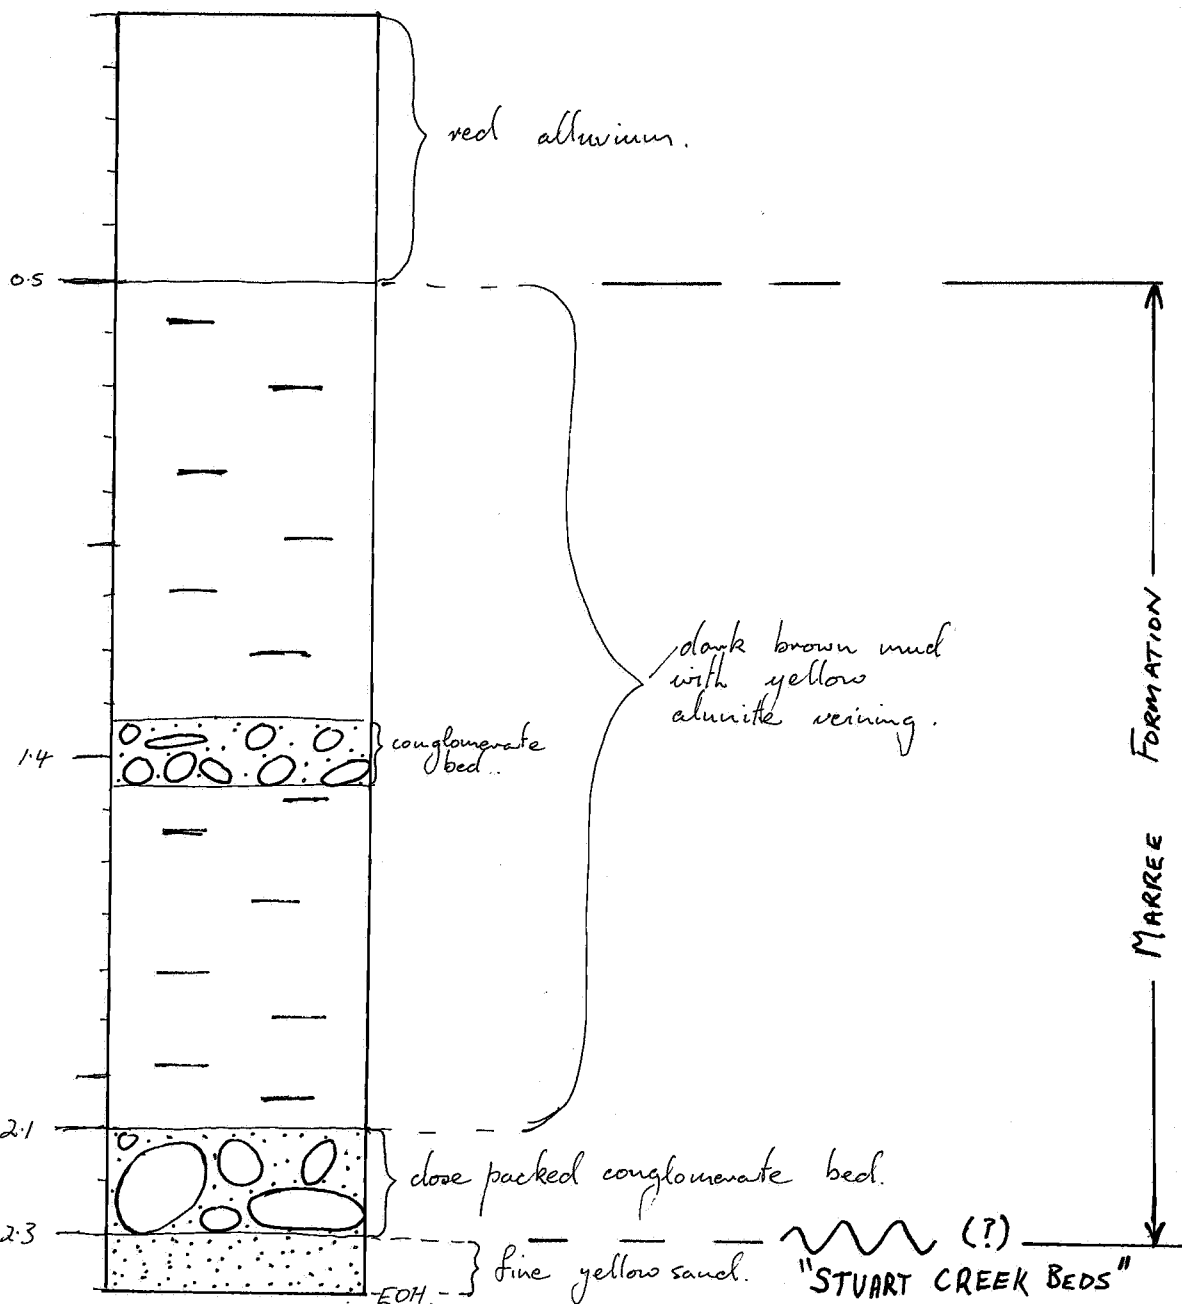 red alluvium.
0.5
dark brown mud
with yellow
alunite veining.
conglomerate
bed..
1.4
MARREE FORMATION
2.1
close packed conglomerate bed.
2.3
(?)
fine yellow sand.
"STUART CREEK BEDS"
EOH.